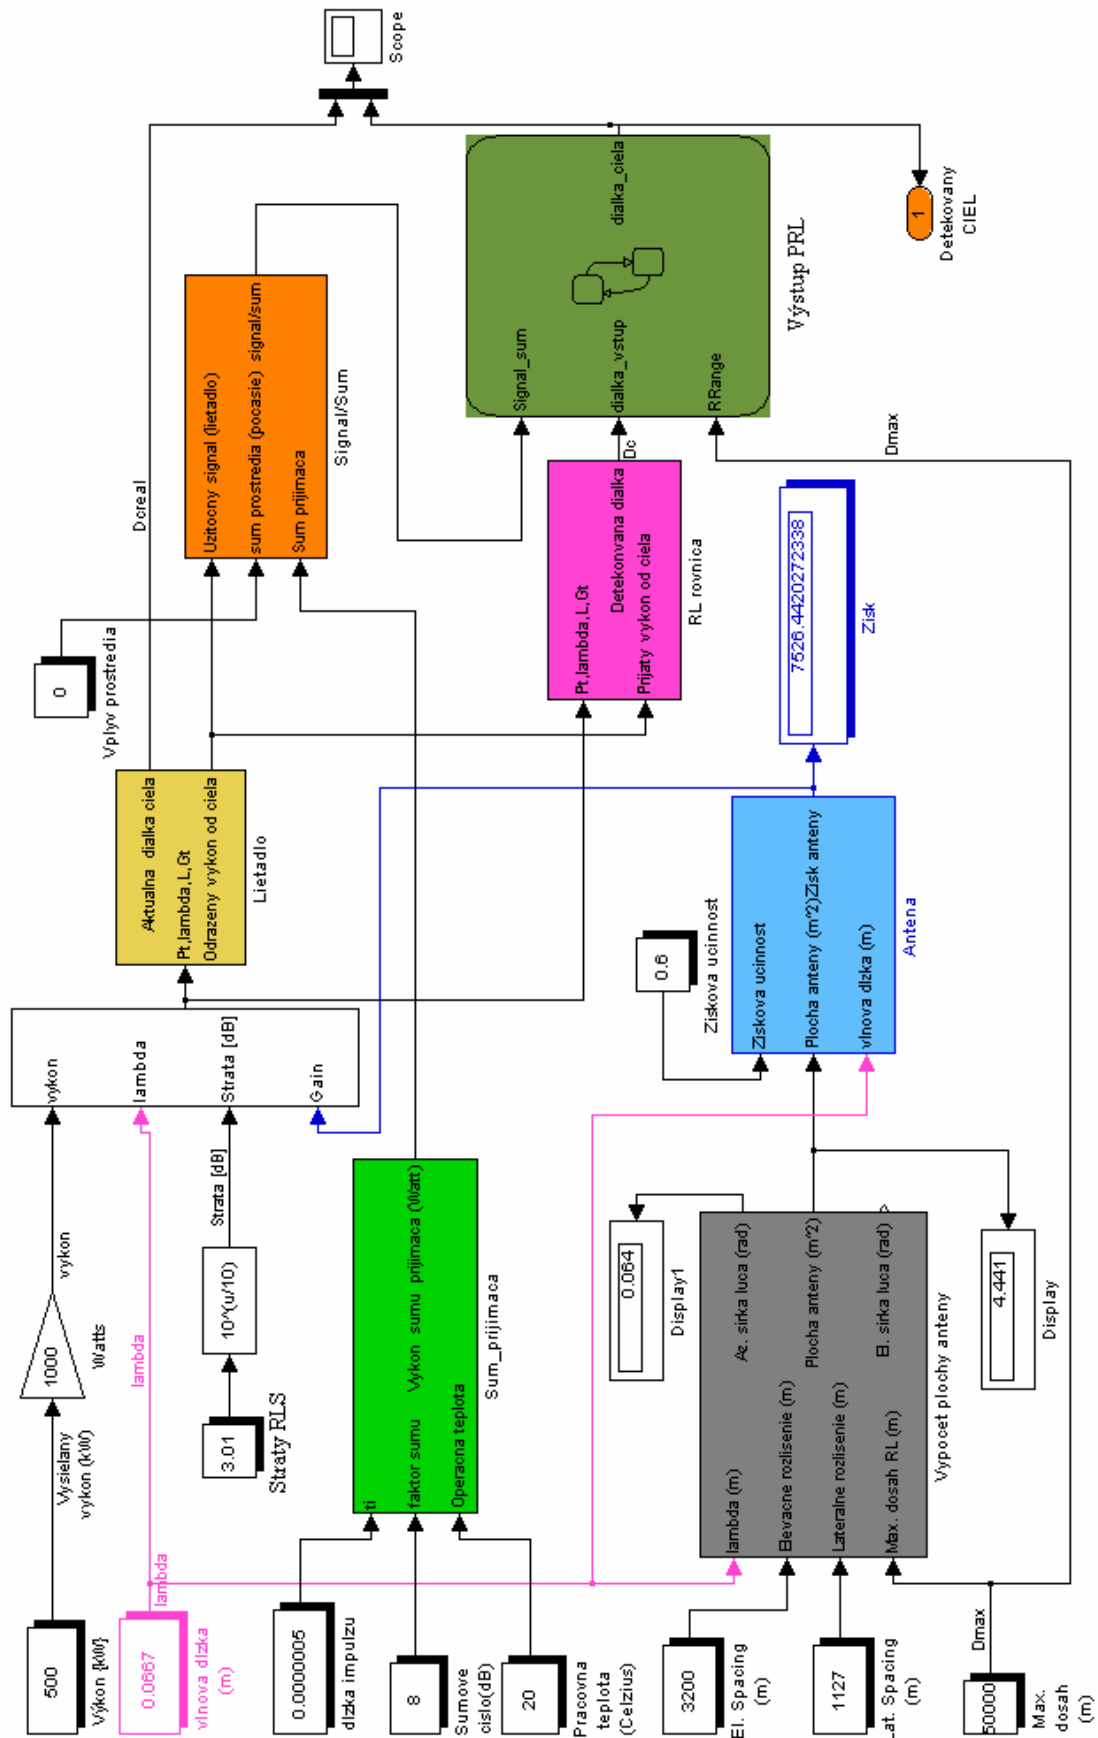 500
Výkon [kW]
Vysielany
vykon (kW)
1000
Watts
vykon
vykon
lambda
Strata [dB]
Gain
0.0667
vlnova dlzka
(m)
lambda
lambda
3.01
Straty RLS
10^(u/10)
Strata [dB]
0.0000005
dlzka impulzu
8
Sumove
cislo(dB)
20
Pracovna
teplota
(Celzius)
ti
faktor sumu
Operacna teplota
Vykon sumu prijimaca (Watt)
Sum_prijimaca
Aktualna dialka ciela
Pt,lambda,L,Gt
Odrazeny vykon od ciela
Lietadlo
0
Vplyv prostredia
Dcreal
Uzitocny signal (lietadlo)
sum prostredia (pocasie)
signal/sum
Sum prijimaca
Signal/Sum
Scope
Pt,lambda,L,Gt
Detekonvana dialka
Prijaty vykon od ciela
RL rovnica
Dc
Signal_sum
dialka_vstup
RRange
dialka_ciela
Výstup PRL
1
Detekovany
CIEL
Dmax
3200
El. Spacing
(m)
1127
Lat. Spacing
(m)
50000
Max.
dosah
(m)
Dmax
lambda (m)
Elevacne rozlisenie (m)
Lateralne rozlisenie (m)
Max. dosah RL (m)
Az. sirka luca (rad)
Plocha anteny (m^2)
El. sirka luca (rad)
Vypocet plochy anteny
0.064
Display1
4.441
Display
0.6
Ziskova ucinnost
Ziskova ucinnost
Plocha anteny (m^2)
Zisk anteny
vlnova dlzka (m)
Antena
7526.4420272338
Zisk